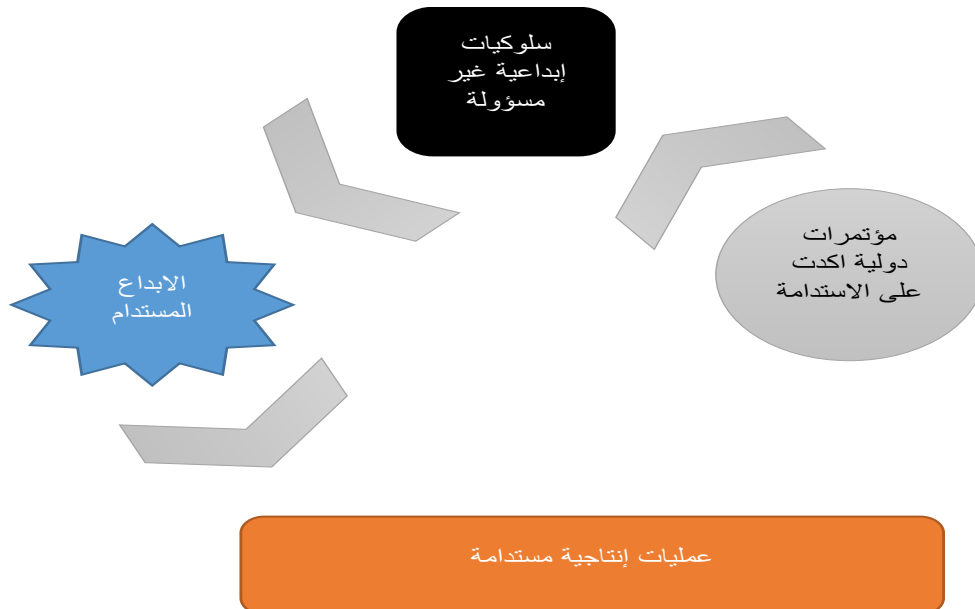 سلوكيات
إبداعية غير
مسؤولة
مؤتمرات
دولية اكدت
على الاستدامة
الابداع
المستدام
عمليات إنتاجية مستدامة